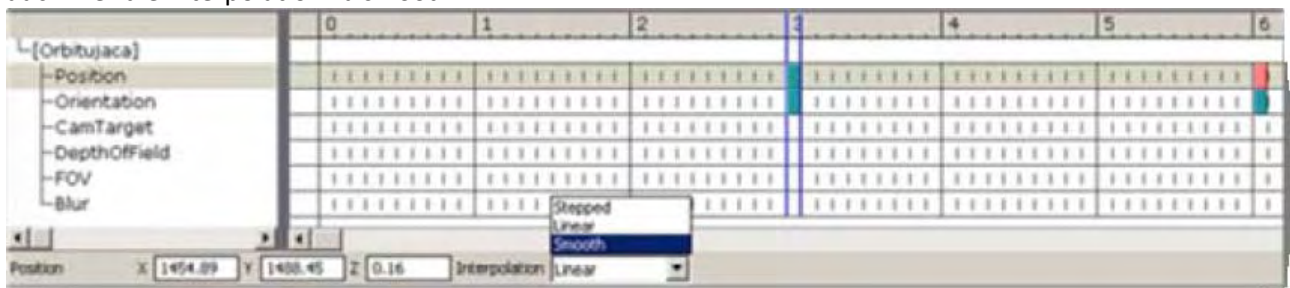 0 1 2 3 4 5 6
[Orbitujaca]
Position
Orientation
CamTarget
DepthOfField
FOV
Blur
Stepped
Linear
Smooth
Position X 1454.89 Y 1488.45 Z 0.16 Interpolation Linear